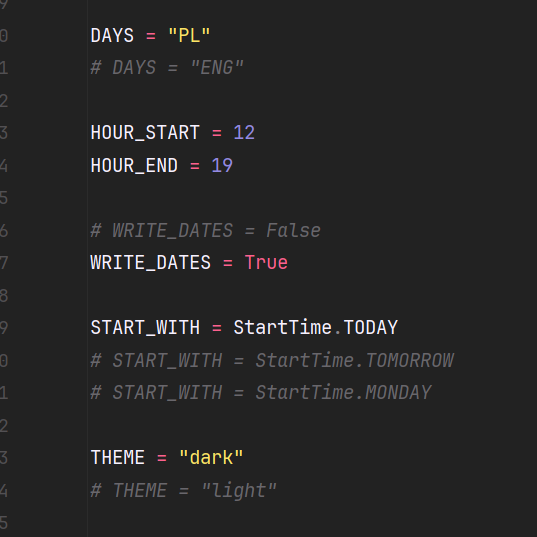 9
0 DAYS = "PL"
1 # DAYS = "ENG"
2
3 HOUR_START = 12
4 HOUR_END = 19
5
6 # WRITE_DATES = False
7 WRITE_DATES = True
8
9 START_WITH = StartTime.TODAY
0 # START_WITH = StartTime.TOMORROW
1 # START_WITH = StartTime.MONDAY
2
3 THEME = "dark"
4 # THEME = "light"
5